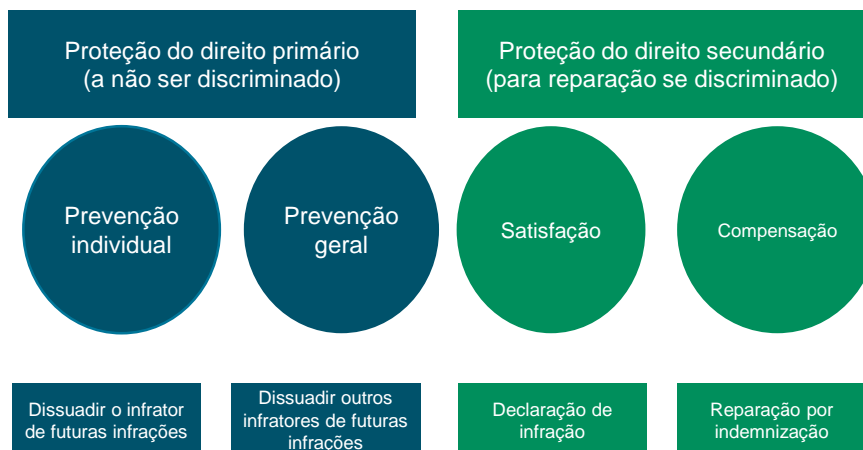 Proteção do direito primário
(a não ser discriminado)
Proteção do direito secundário
(para reparação se discriminado)
Prevenção
individual
Prevenção
geral
Satisfação
Compensação
Dissuadir o infrator
de futuras infrações
Dissuadir outros
infratores de futuras
infrações
Declaração de
infração
Reparação por
indemnização